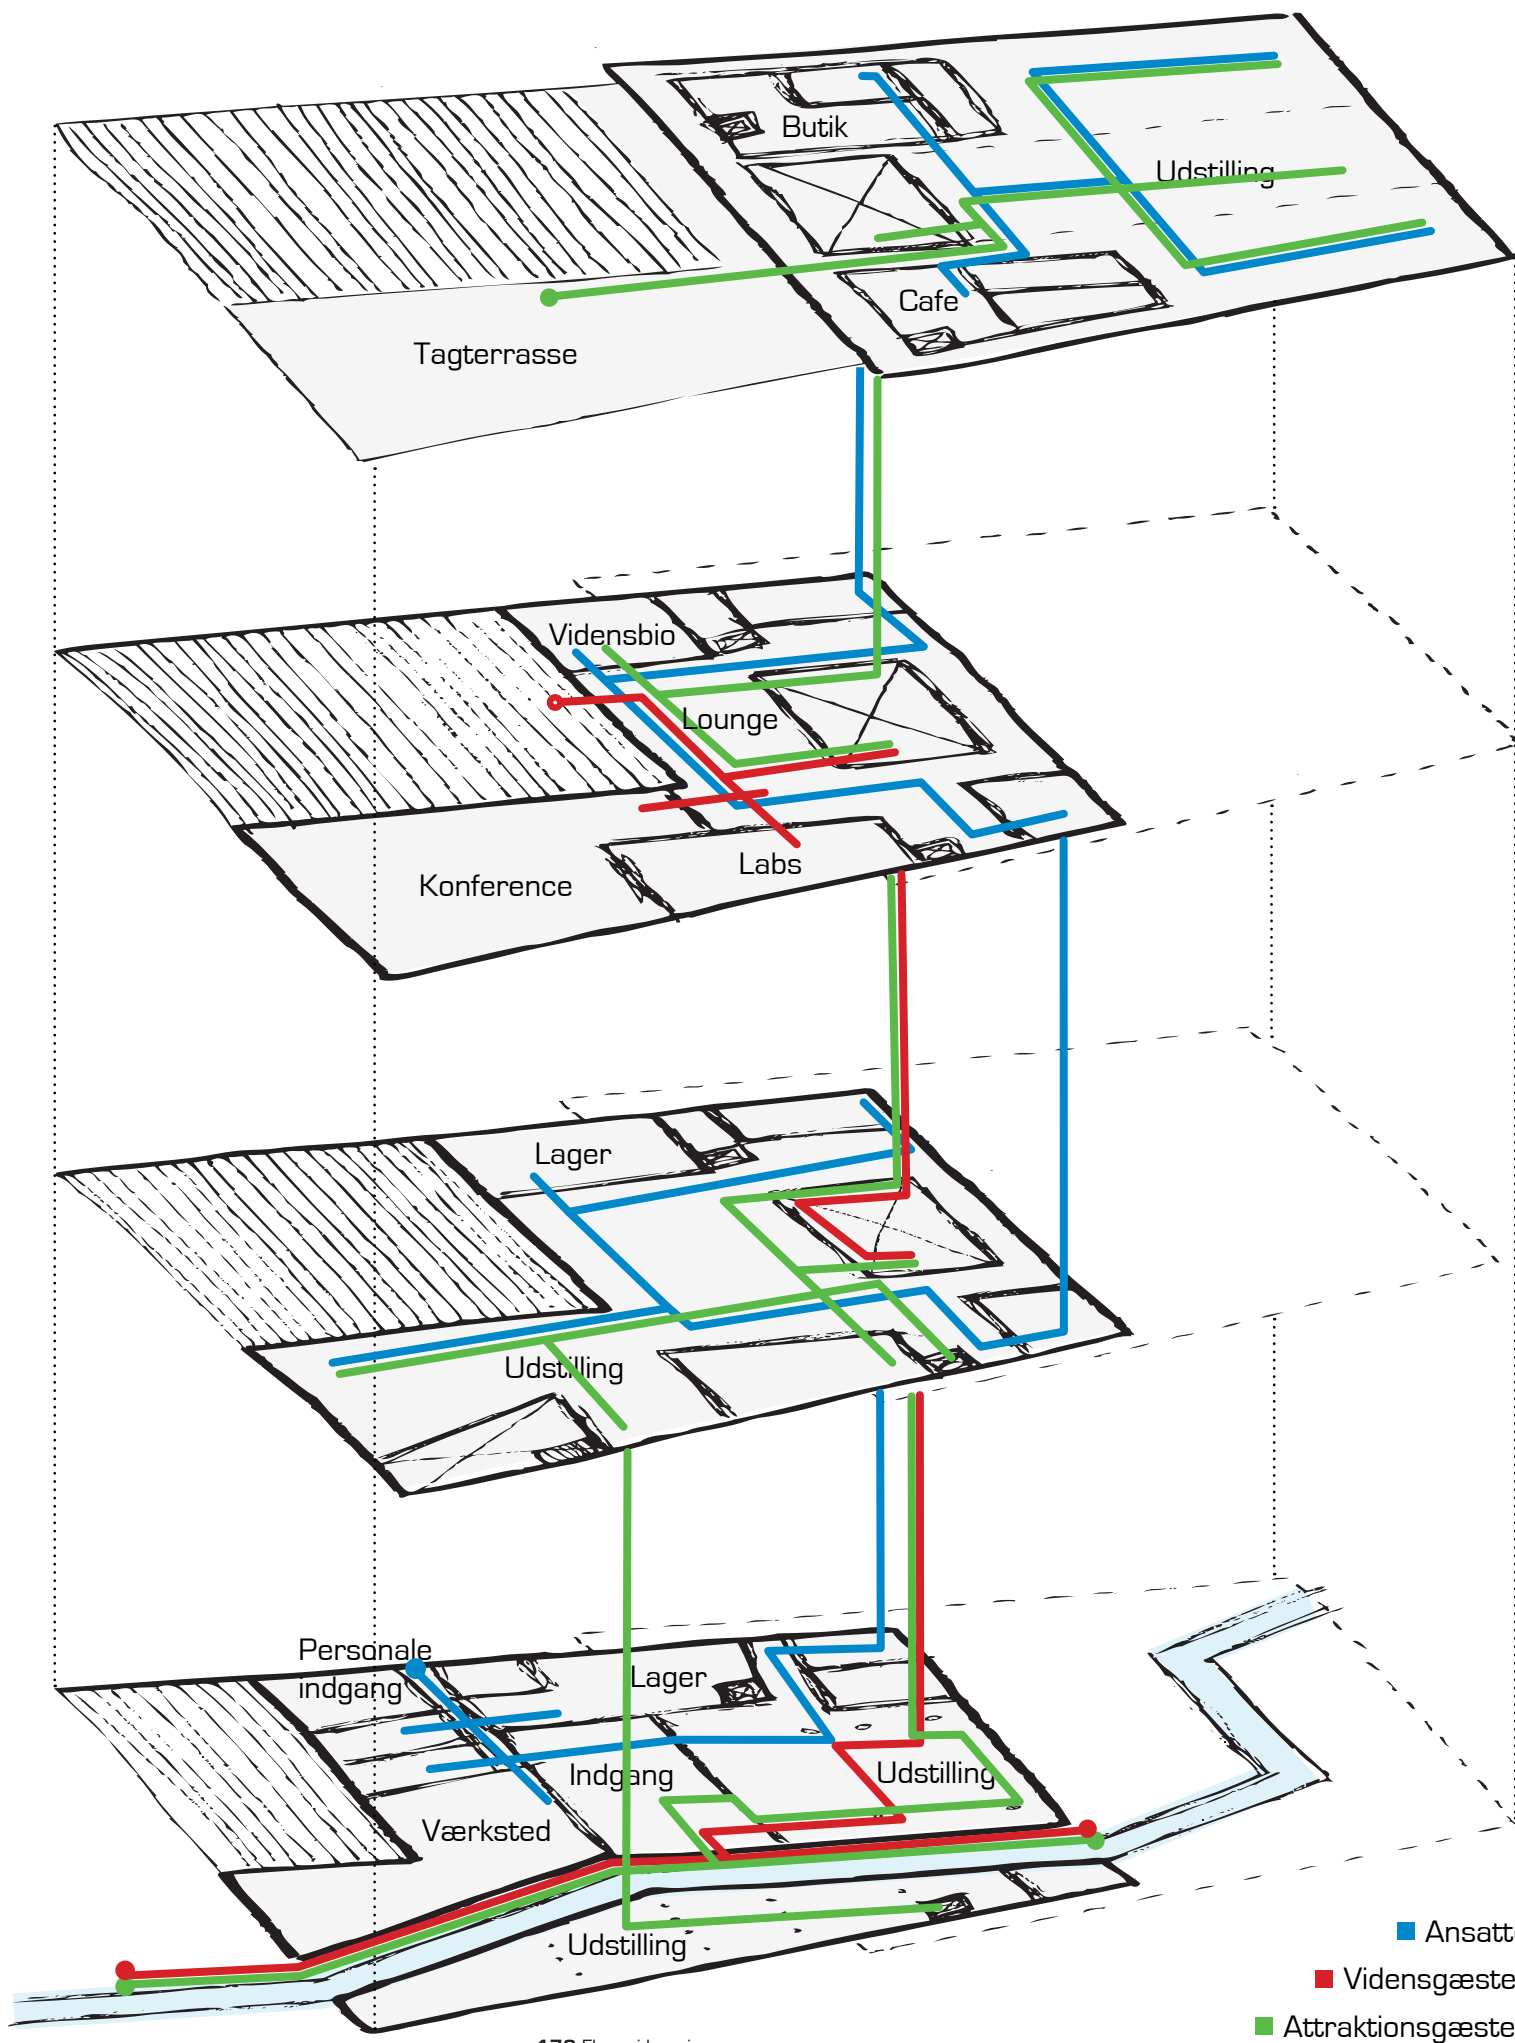 Butik
Udstilling
Cafe
Tagterrasse
Vidensbio
Lounge
Labs
Konference
Lager
Udstilling
Personale
indgang
Lager
Indgang
Udstilling
Værksted
Udstilling
Ansatte
Vidensgæste
Attraktionsgæste